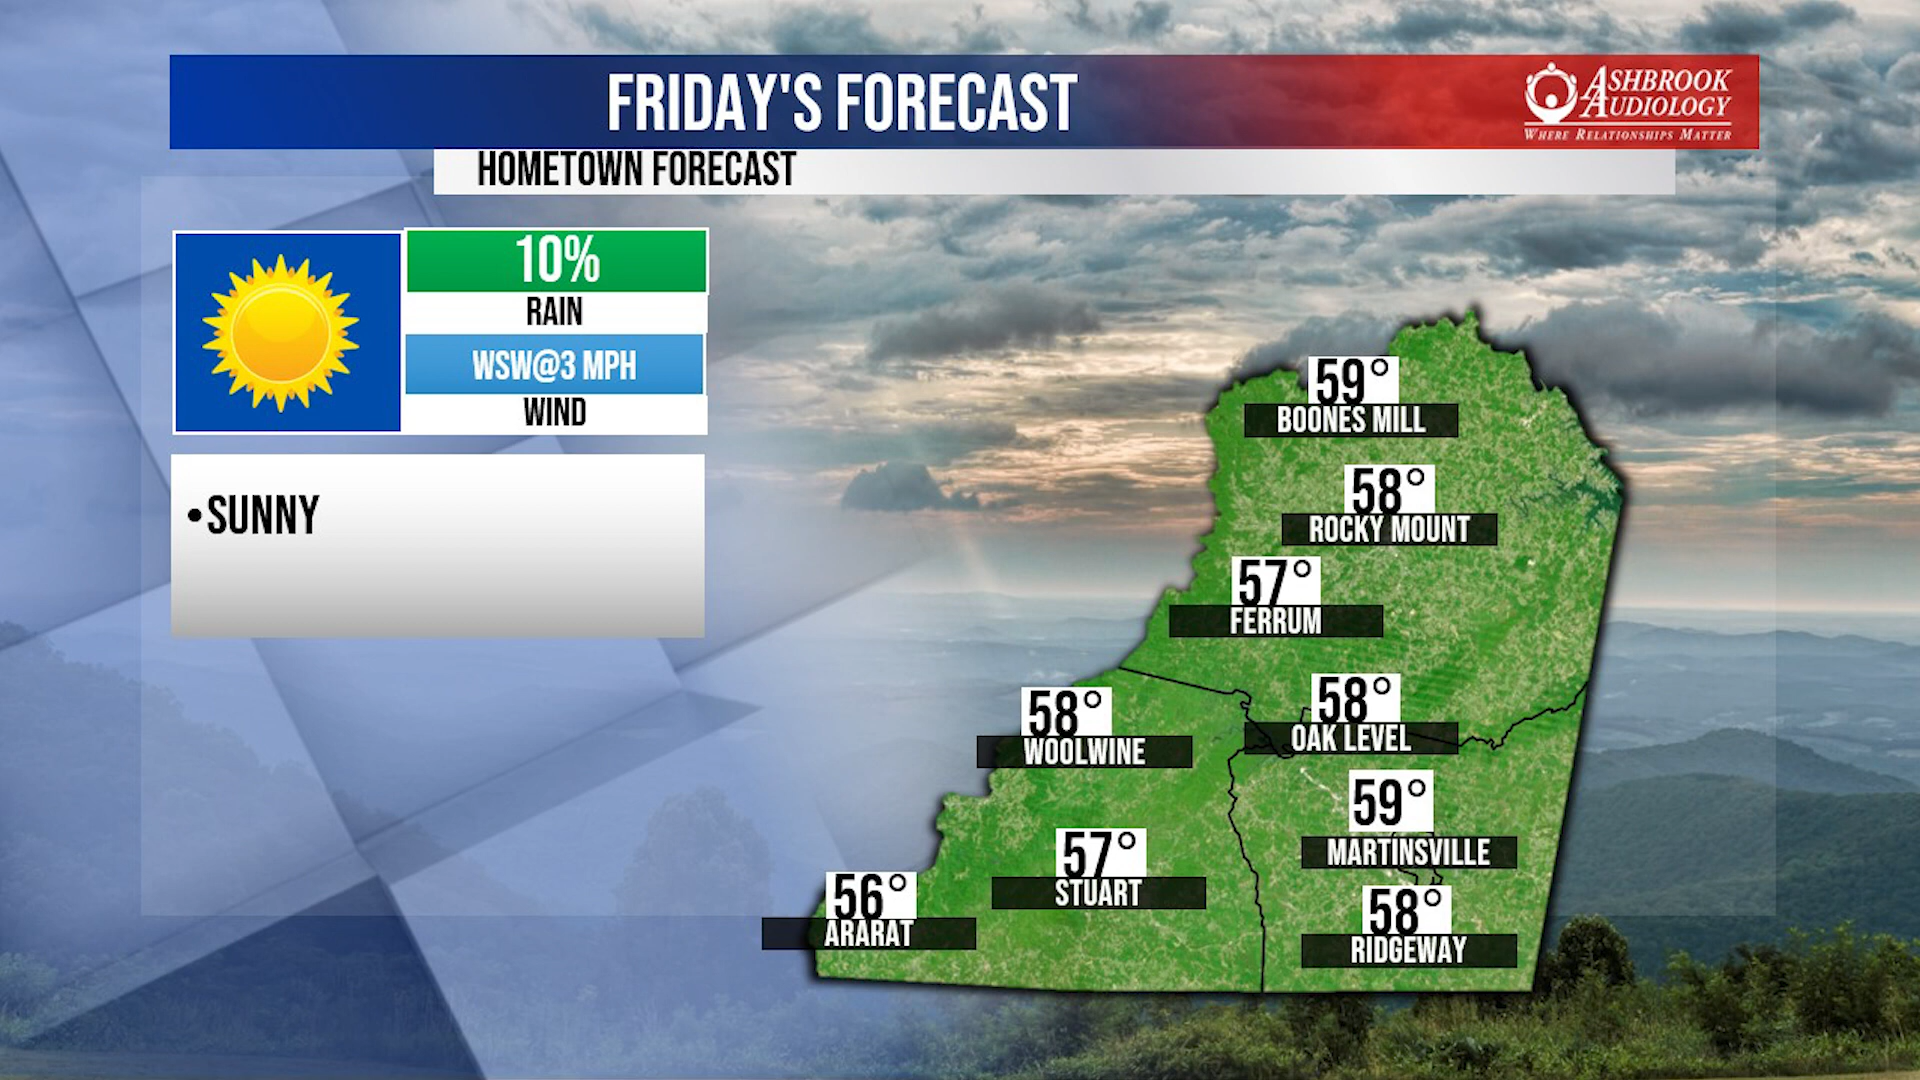 FRIDAY'S FORECAST
ASHBROOK
AUDIOLOGY
WHERE RELATIONSHIPS MATTER
HOMETOWN FORECAST
10%
RAIN
WSW@3 MPH
WIND
•SUNNY
59°
BOONES MILL
58°
ROCKY MOUNT
57°
FERRUM
58°
WOOLWINE
58°
OAK LEVEL
59°
MARTINSVILLE
57°
STUART
56°
ARARAT
58°
RIDGEWAY